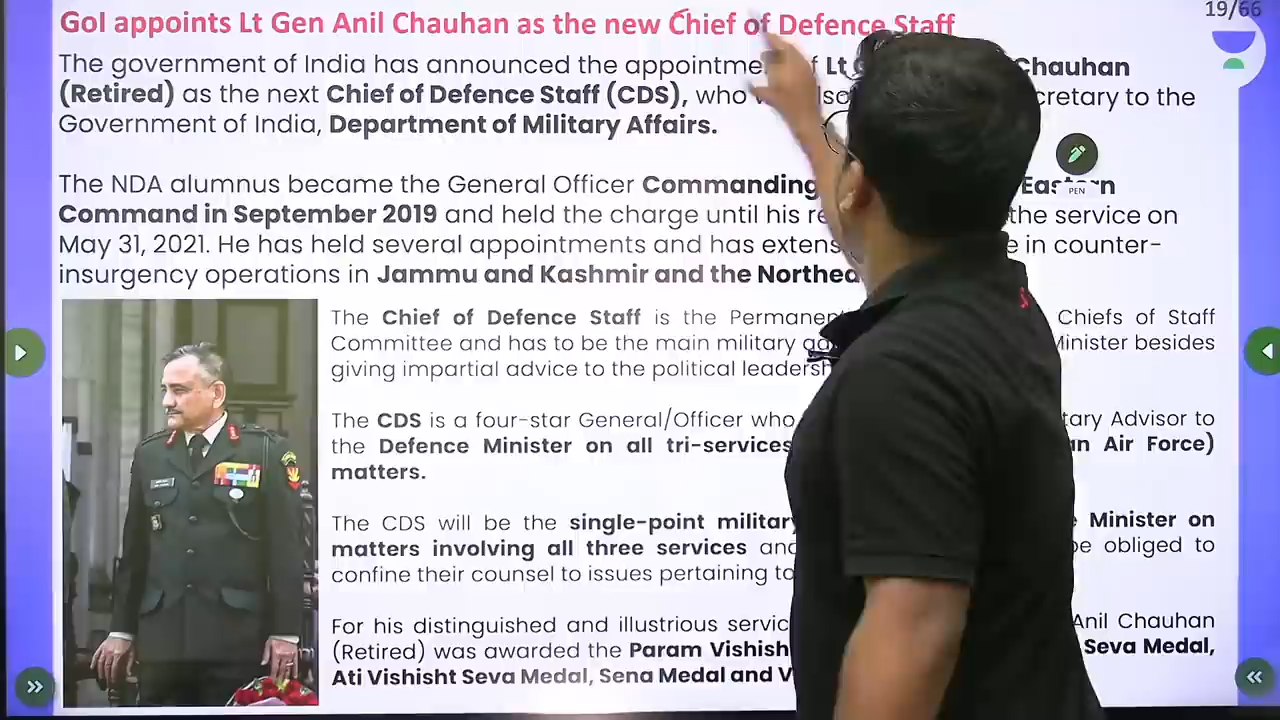 19/66
GoI appoints Lt Gen Anil Chauhan as the new Chief of Defence Staff
The government of India has announced the appointme f Lt Chauhan
(Retired) as the next Chief of Defence Staff (CDS), who cretary to the
Government of India, Department of Military Affairs.
PEN
The NDA alumnus became the General Officer Commanding Eastern
Command in September 2019 and held the charge until his re the service on
May 31, 2021. He has held several appointments and has extens e in counter-
insurgency operations in Jammu and Kashmir and the Northea
The Chief of Defence Staff is the Permanen Chiefs of Staff
Committee and has to be the main military Minister besides
giving impartial advice to the political leadersh
The CDS is a four-star General/Officer who tary Advisor to
the Defence Minister on all tri-services an Air Force)
matters.
The CDS will be the single-point military Minister on
matters involving all three services and be obliged to
confine their counsel to issues pertaining to
For his distinguished and illustrious servic Anil Chauhan
(Retired) was awarded the Param Vishish Seva Medal,
Ati Vishisht Seva Medal, Sena Medal and V